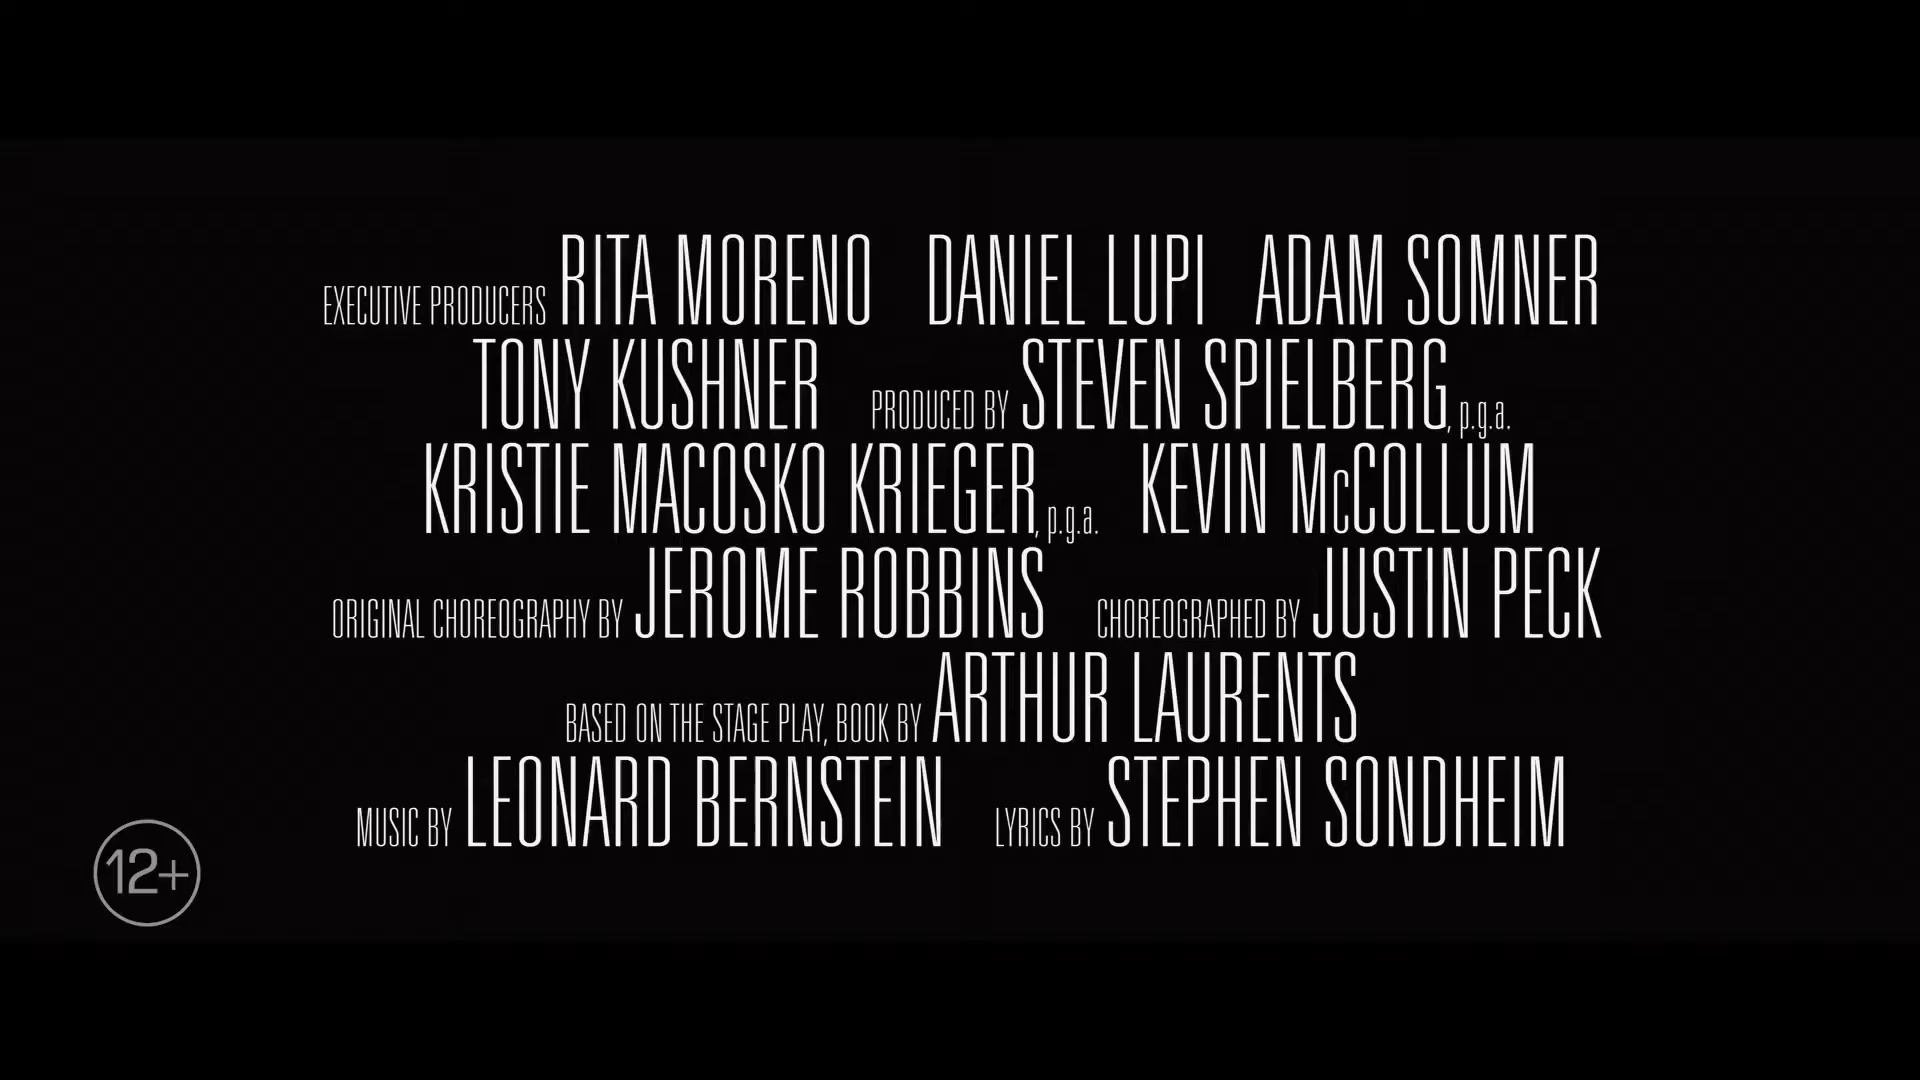 EXECUTIVE PRODUCERS RITA MORENO DANIEL LUPI ADAM SOMNER
TONY KUSHNER PRODUCED BY STEVEN SPIELBERG, p.g.a.
KRISTIE MACOSKO KRIEGER, p.g.a. KEVIN McCOLLUM
ORIGINAL CHOREOGRAPHY BY JEROME ROBBINS CHOREOGRAPHED BY JUSTIN PECK
BASED ON THE STAGE PLAY, BOOK BY ARTHUR LAURENTS
MUSIC BY LEONARD BERNSTEIN LYRICS BY STEPHEN SONDHEIM
12+